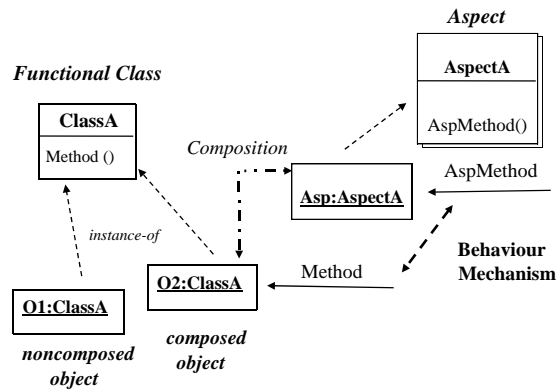 Aspect
Functional Class
AspectA
AspMethod()
ClassA
Method ()
Composition
AspMethod
Asp:AspectA
instance-of
Behaviour
Mechanism
Method
O2:ClassA
O1:ClassA
composed
object
noncomposed
object